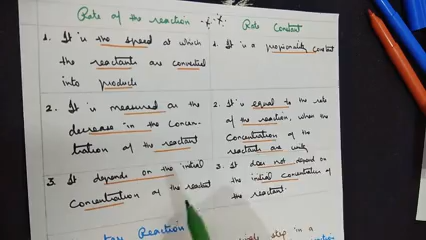 Rate of the reaction
Rate Constant
1. It is the speed at which
the reactants are converted
into products
1. It is a propionality Constant
2. It is measured as the
decrease in the Concen-
tration of the reactant
2. It is equal to the rate
of the reaction, when the
Concentration of the
reactants are unity
3. It depends on the initial
Concentration of the reactant
3. It does not depend on
the initial Concentration of
the reactant.
Reaction
step in a